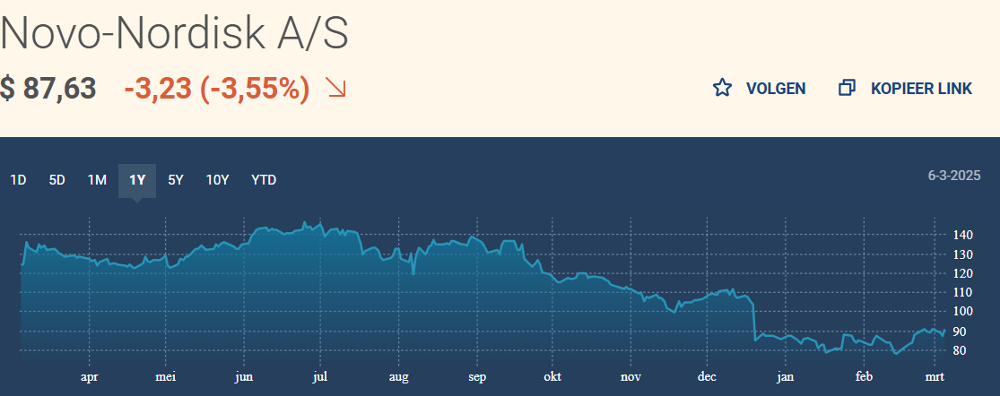 Novo-Nordisk A/S
$ 87,63 -3,23 (-3,55%) VOLGEN KOPIEER LINK
1D 5D 1M 1Y 5Y 10Y YTD 6-3-2025
140
130
120
110
100
90
80
apr mei jun jul aug sep okt nov dec jan feb mrt